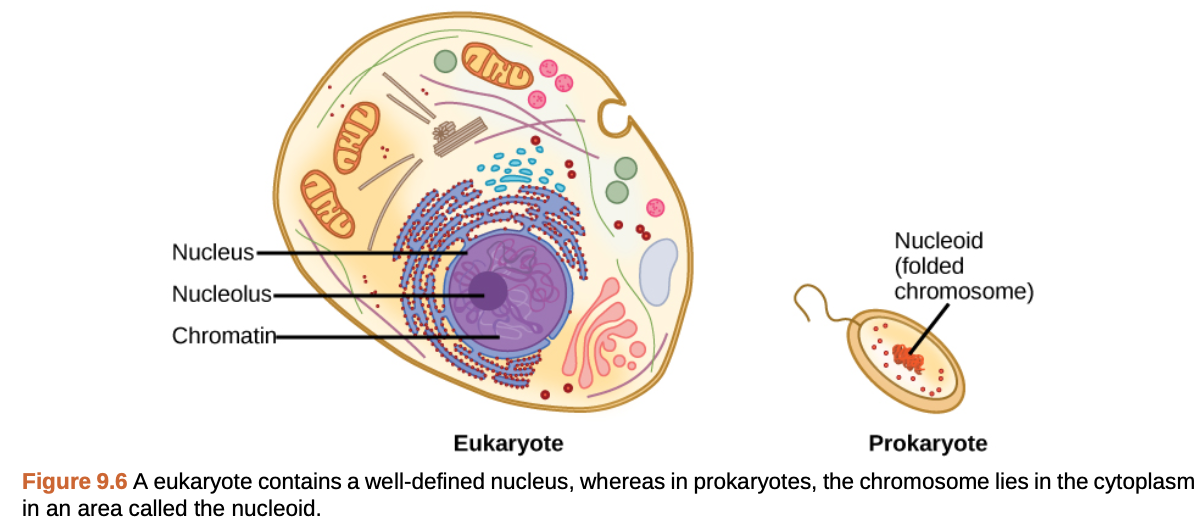 Nucleus
Nucleolus
Chromatin
Nucleoid
(folded
chromosome)
Eukaryote
Prokaryote
Figure 9.6 A eukaryote contains a well-defined nucleus, whereas in prokaryotes, the chromosome lies in the cytoplasm
in an area called the nucleoid.